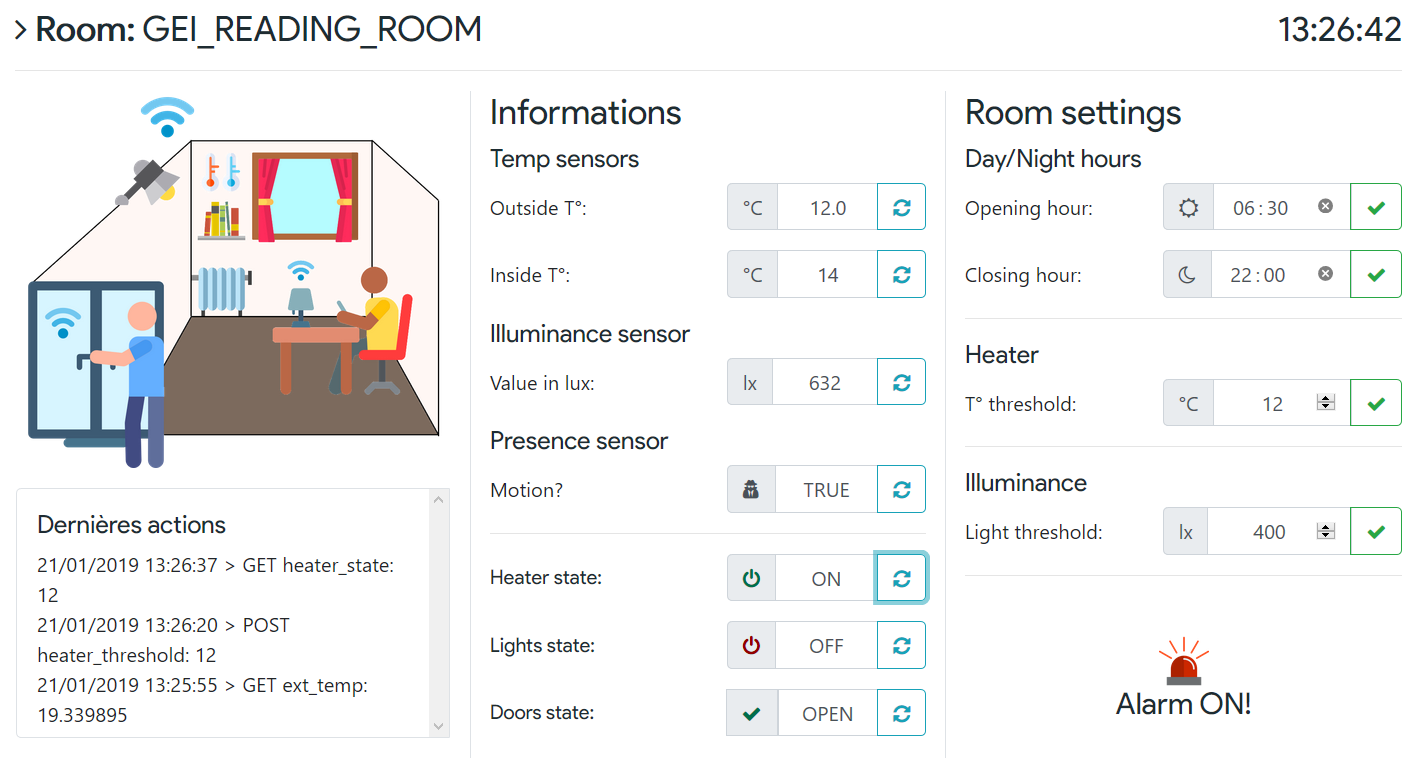 Room: GEI_READING_ROOM
13:26:42
Dernières actions
21/01/2019 13:26:37 > GET heater_state:
12
21/01/2019 13:26:20 > POST
heater_threshold: 12
21/01/2019 13:25:55 > GET ext_temp:
19.339895
Informations
Temp sensors
Outside T°: °C 12.0
Inside T°: °C 14
Illuminance sensor
Value in lux: lx 632
Presence sensor
Motion? TRUE
Heater state: ON
Lights state: OFF
Doors state: OPEN
Room settings
Day/Night hours
Opening hour: 06:30
Closing hour: 22:00
Heater
T° threshold: °C 12
Illuminance
Light threshold: lx 400
Alarm ON!